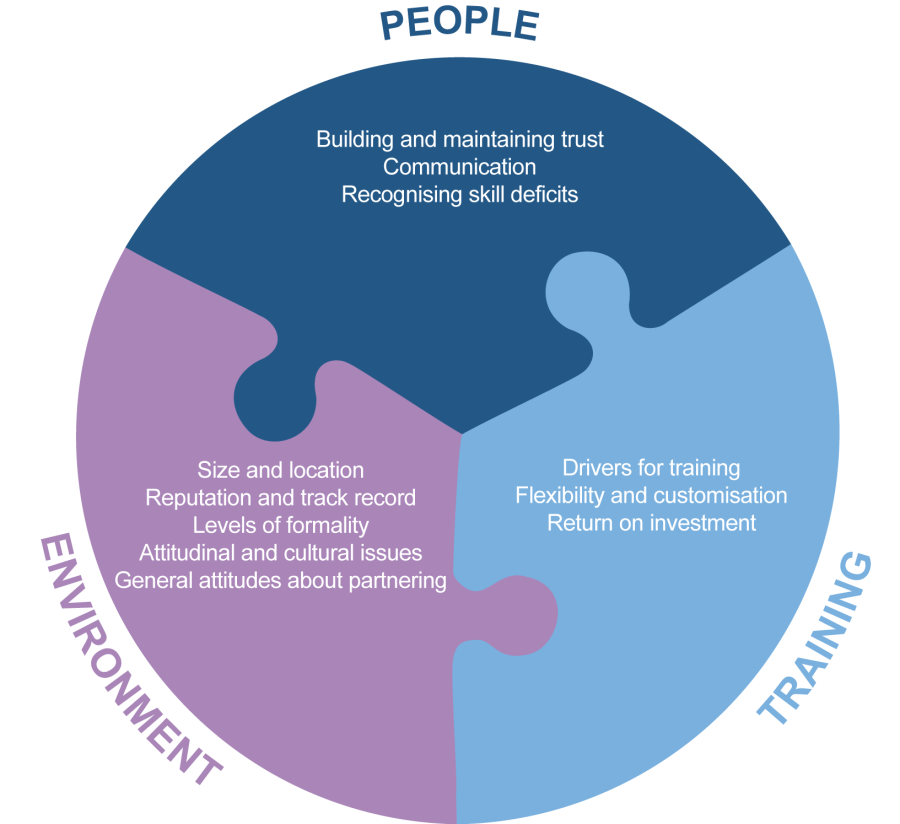 PEOPLE
Building and maintaining trust
Communication
Recognising skill deficits
Size and location
Reputation and track record
Levels of formality
Attitudinal and cultural issues
General attitudes about partnering
ENVIRONMENT
Drivers for training
Flexibility and customisation
Return on investment
TRAINING